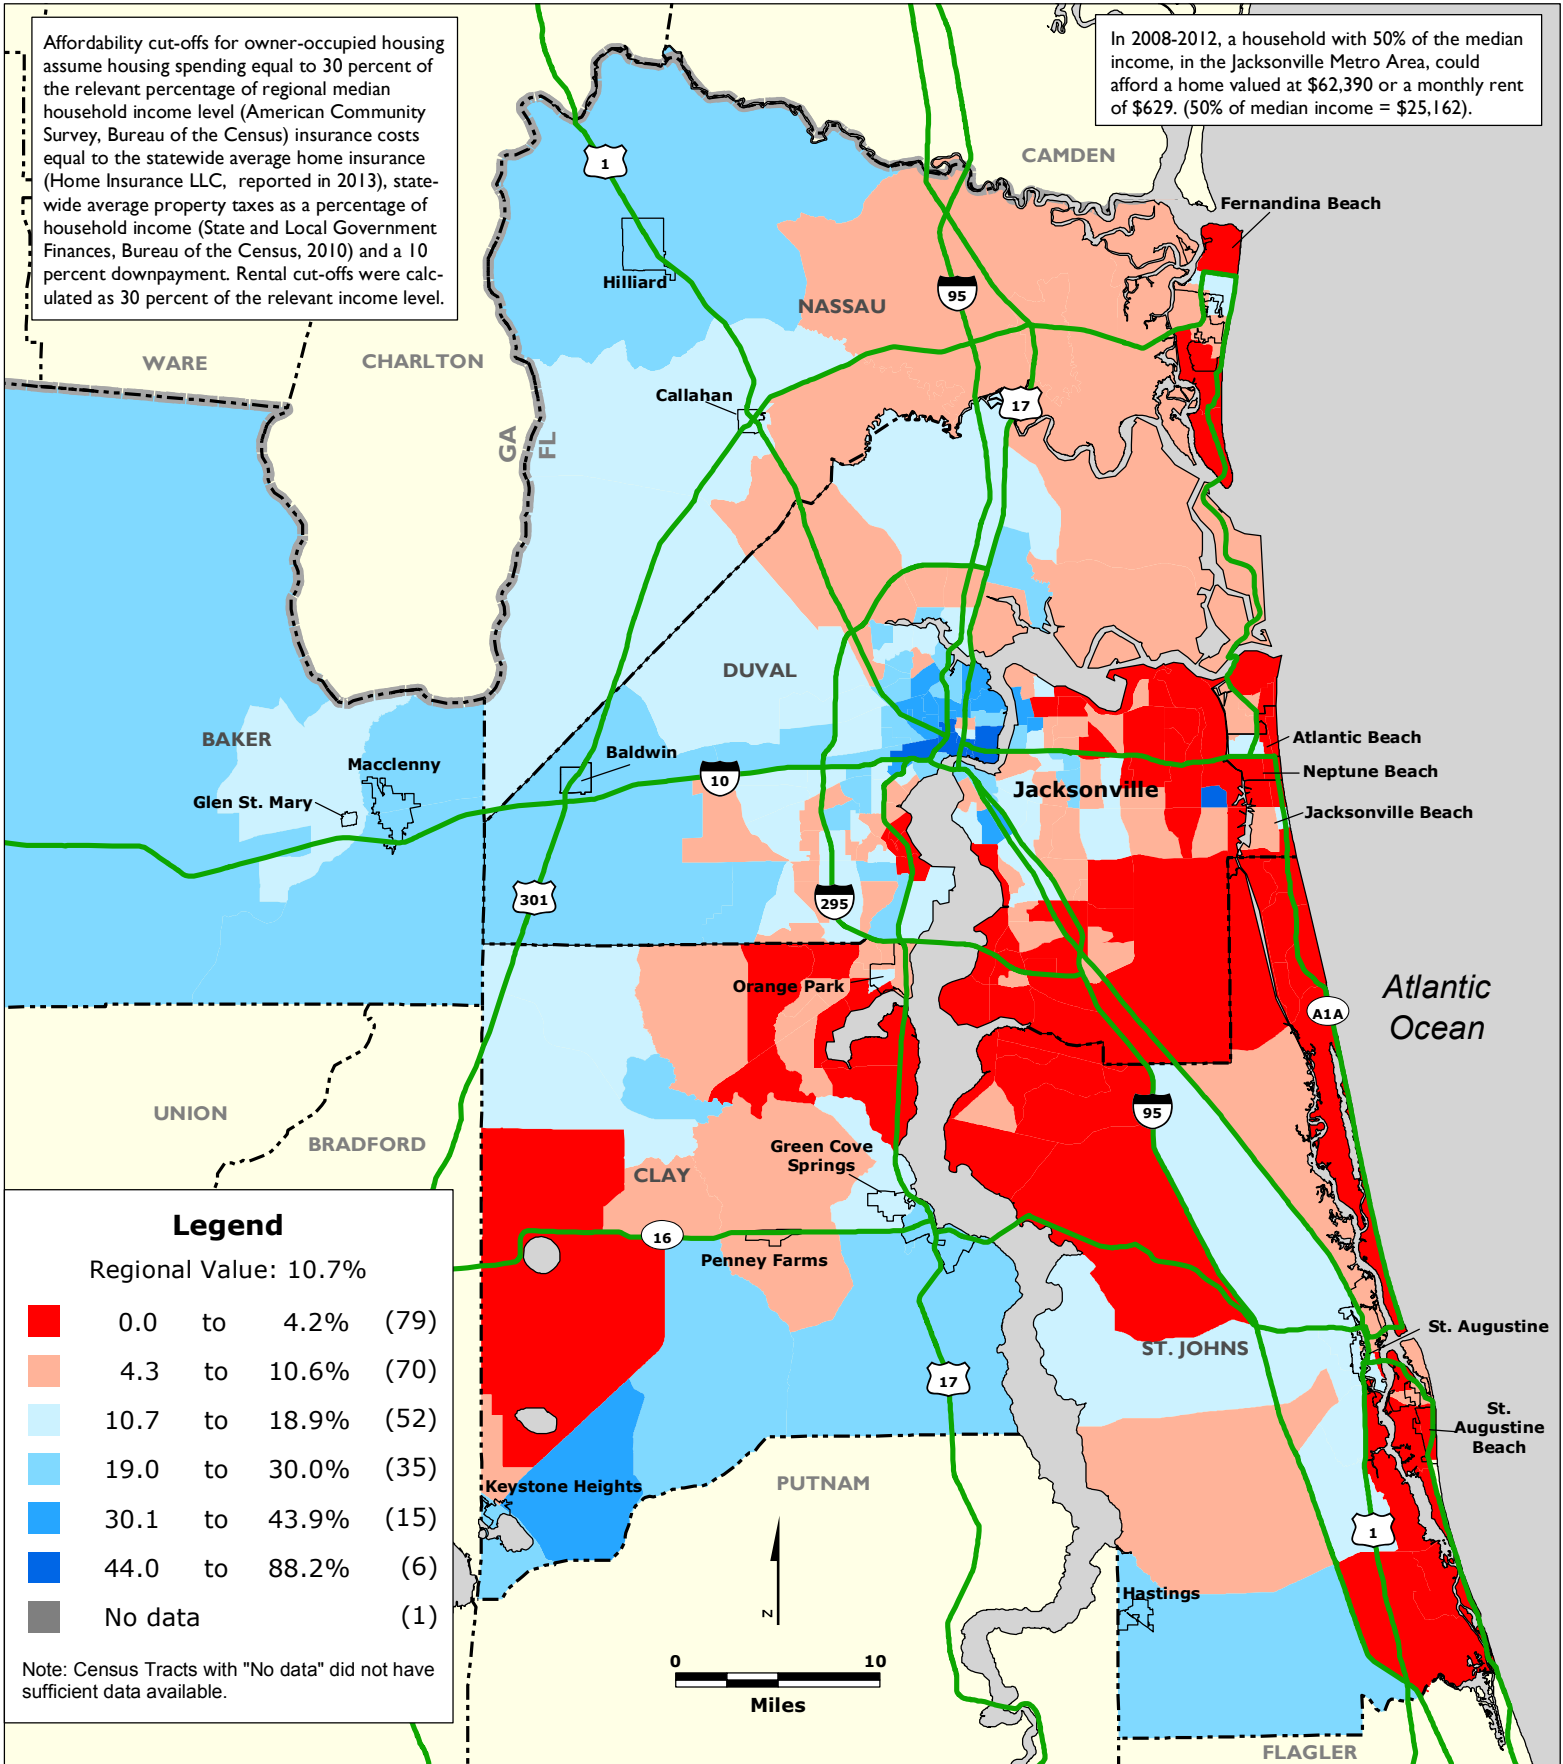 Affordability cut-offs for owner-occupied housing
assume housing spending equal to 30 percent of
the relevant percentage of regional median
household income level (American Community
Survey, Bureau of the Census) insurance costs
equal to the statewide average home insurance
(Home Insurance LLC, reported in 2013), state-
wide average property taxes as a percentage of
household income (State and Local Government
Finances, Bureau of the Census, 2010) and a 10
percent downpayment. Rental cut-offs were calc-
ulated as 30 percent of the relevant income level.
In 2008-2012, a household with 50% of the median
income, in the Jacksonville Metro Area, could
afford a home valued at $62,390 or a monthly rent
of $629. (50% of median income = $25,162).
CAMDEN
1
Fernandina Beach
Hilliard
95
NASSAU
WARE
CHARLTON
Callahan
17
GA
FL
DUVAL
BAKER
Macclenny
Baldwin
Atlantic Beach
Neptune Beach
10
Glen St. Mary
Jacksonville
Jacksonville Beach
301
295
Orange Park
Atlantic
Ocean
A1A
UNION
95
BRADFORD
Green Cove
Springs
CLAY
16
Penney Farms
St. Augustine
ST. JOHNS
17
St.
Augustine
Beach
Keystone Heights
PUTNAM
1
Hastings
N
0 10
Miles
FLAGLER
Legend
Regional Value: 10.7%
0.0 to 4.2% (79)
4.3 to 10.6% (70)
10.7 to 18.9% (52)
19.0 to 30.0% (35)
30.1 to 43.9% (15)
44.0 to 88.2% (6)
No data (1)
Note: Census Tracts with "No data" did not have
sufficient data available.